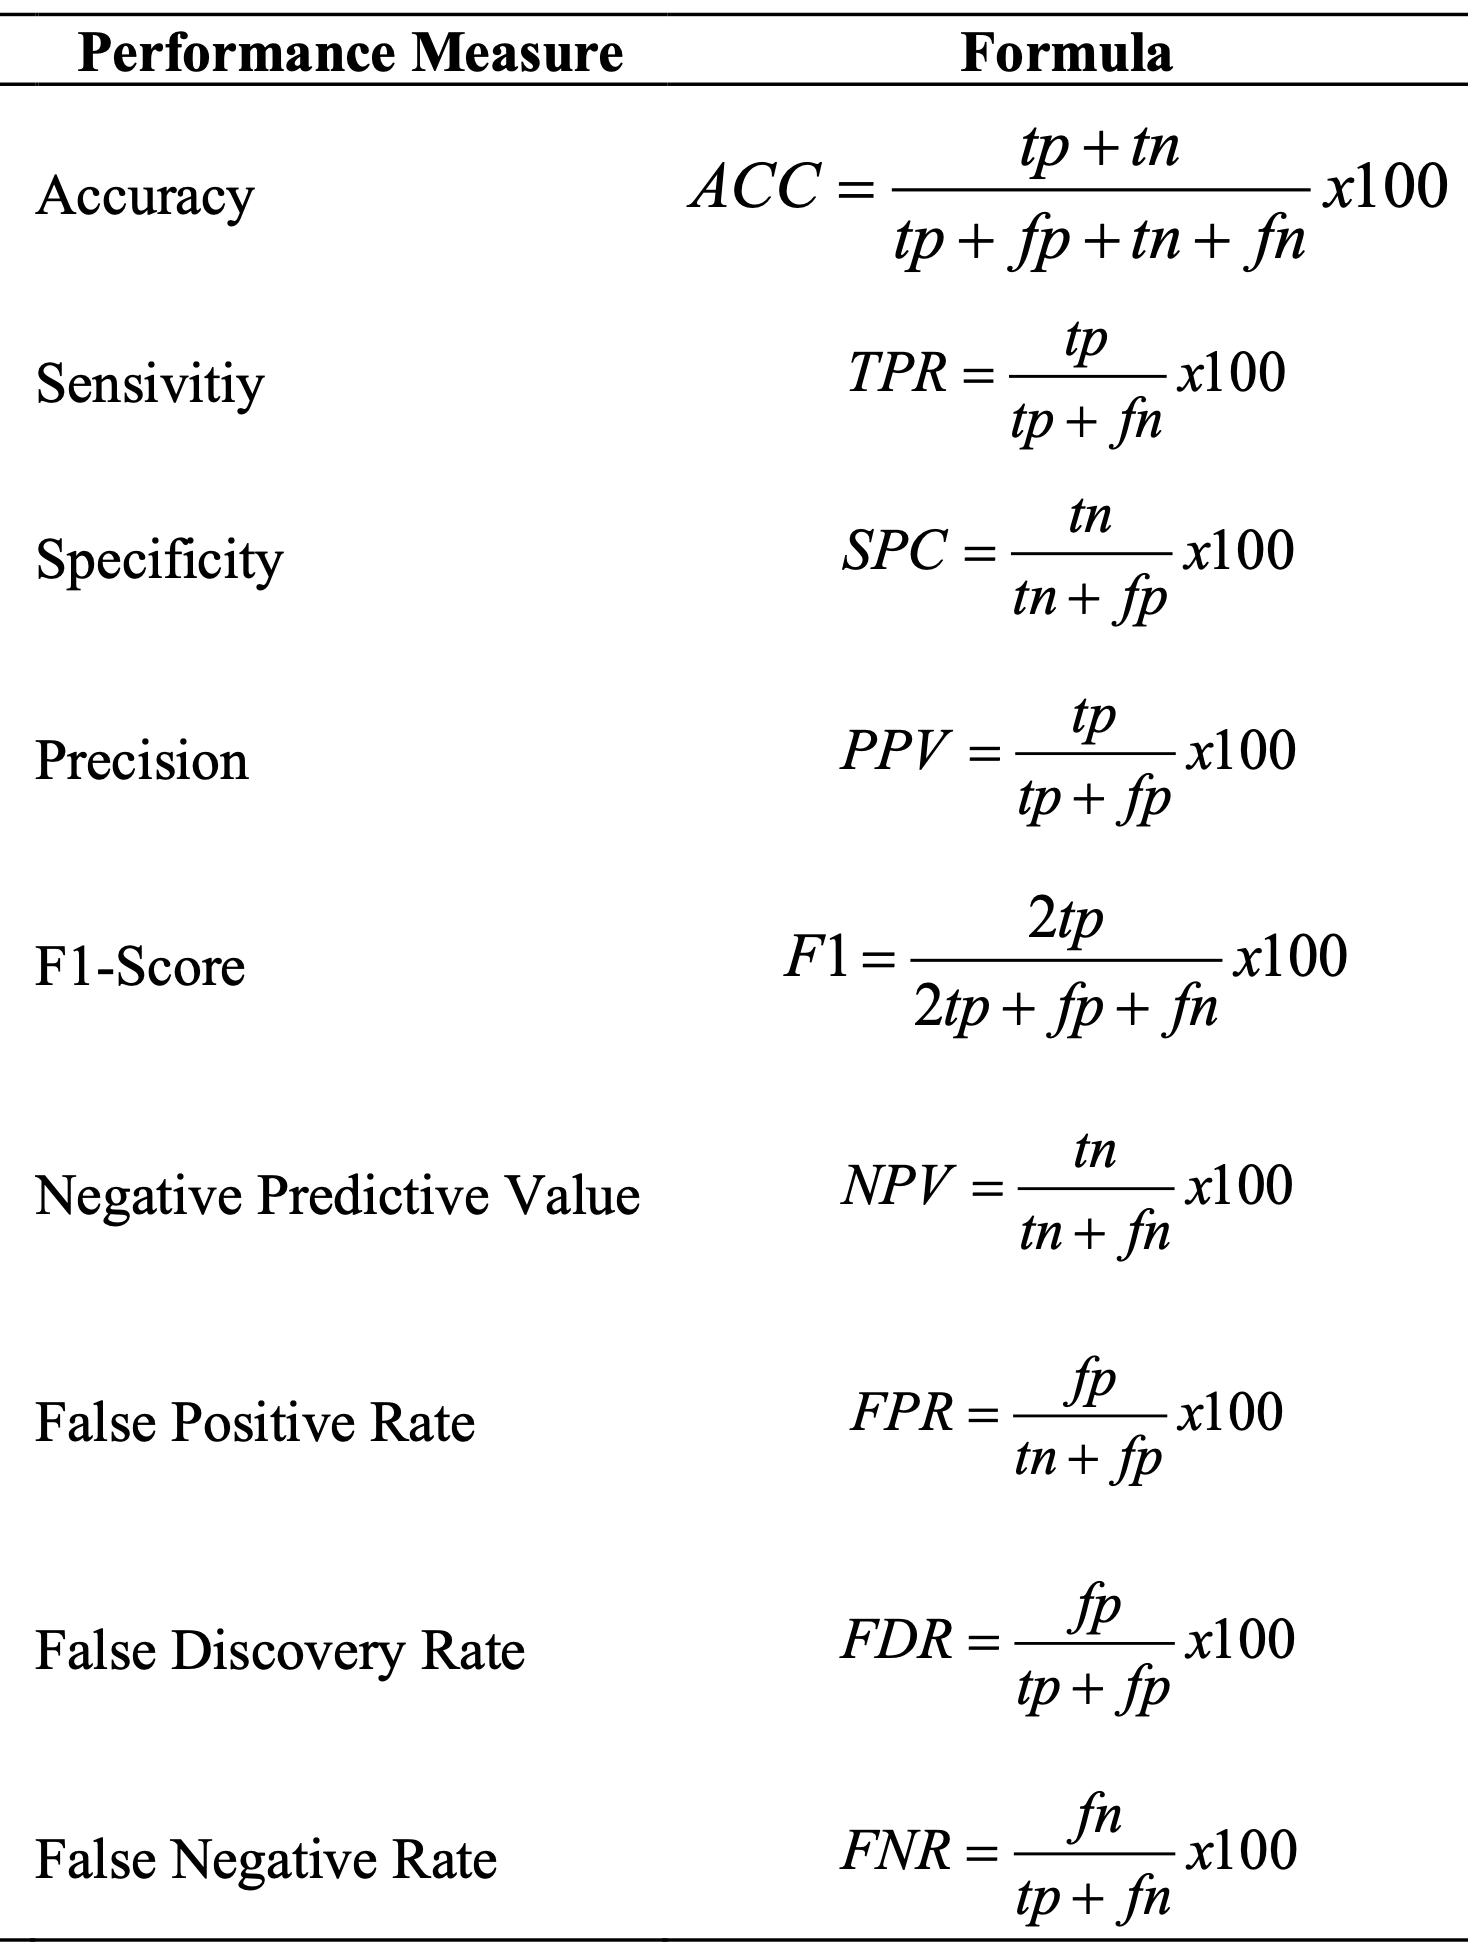 Performance Measure Formula
Accuracy ACC = \frac{tp + tn}{tp + fp + tn + fn} x100
Sensivitiy TPR = \frac{tp}{tp + fn} x100
Specificity SPC = \frac{tn}{tn + fp} x100
Precision PPV = \frac{tp}{tp + fp} x100
F1-Score F1 = \frac{2tp}{2tp + fp + fn} x100
Negative Predictive Value NPV = \frac{tn}{tn + fn} x100
False Positive Rate FPR = \frac{fp}{tn + fp} x100
False Discovery Rate FDR = \frac{fp}{tp + fp} x100
False Negative Rate FNR = \frac{fn}{tp + fn} x100